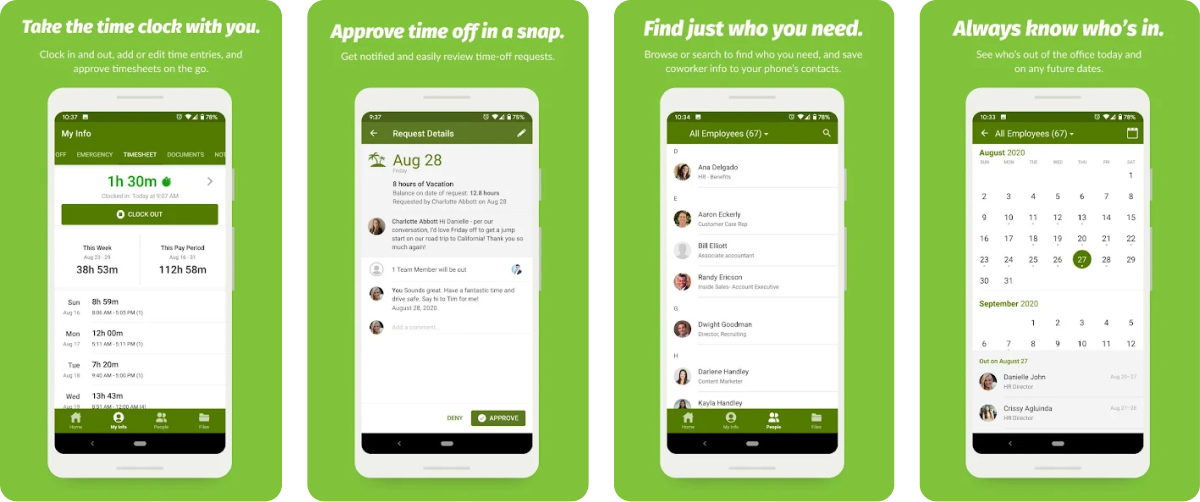 Take the time clock with you.
Clock in and out, add or edit time entries, and
approve timesheets on the go.
10:37
78%
My Info
OFF EMERGENCY TIMESHEET DOCUMENTS NOT
1h 30m
Clocked in: Today at 9:07 AM
CLOCK OUT
This Week
Aug 23 - 29
38h 53m
This Pay Period
Aug 16 - 31
112h 58m
Sun 8h 59m
Aug 16 8:06 AM - 5:05 PM (1)
Mon 12h 00m
Aug 17 5:11 AM - 5:11 PM (1)
Tue 7h 20m
Aug 18 9:40 AM - 5:00 PM (1)
Wed 13h 43m
Aug 19 8:51 AM - 12:00 AM (4)
Home My Info People Files
Approve time off in a snap.
Get notified and easily review time-off requests.
9:37
75%
Request Details
Aug 28
Friday
8 hours of Vacation
Balance on date of request: 12.8 hours
Requested by Charlotte Abbott on Aug 28
Charlotte Abbott Hi Danielle - per our
conversation, I'd love Friday off to get a jump
start on our road trip to California! Thank you so
much again!
1 Team Member will be out
You Sounds great. Have a fantastic time and
drive safe. Say hi to Tim for me!
August 28, 2020
Add a comment...
DENY APPROVE
Find just who you need.
Browse or search to find who you need, and save
coworker info to your phone's contacts.
10:34
78%
All Employees (67)
D
Ana Delgado
HR - Benefits
E
Aaron Eckerly
Customer Care Rep
Bill Elliott
Associate accountant
Randy Ericson
Inside Sales- Account Executive
G
Dwight Goodman
Director, Recruiting
H
Darlene Handley
Content Marketer
Kayla Handley
Home My Info People Files
Always know who's in.
See who's out of the office today and
on any future dates.
10:33
78%
All Employees (67)
August 2020
SUN MON TUE WED THU FRI SAT
1
2 3 4 5 6 7 8
9 10 11 12 13 14 15
16 17 18 19 20 21 22
23 24 25 26 27 28 29
30 31
September 2020
1 2 3 4 5
6 7 8 9 10 11 12
Out on August 27
Danielle John Aug 20–27
HR Director
Crissy Agluinda Aug 27–28
HR Director